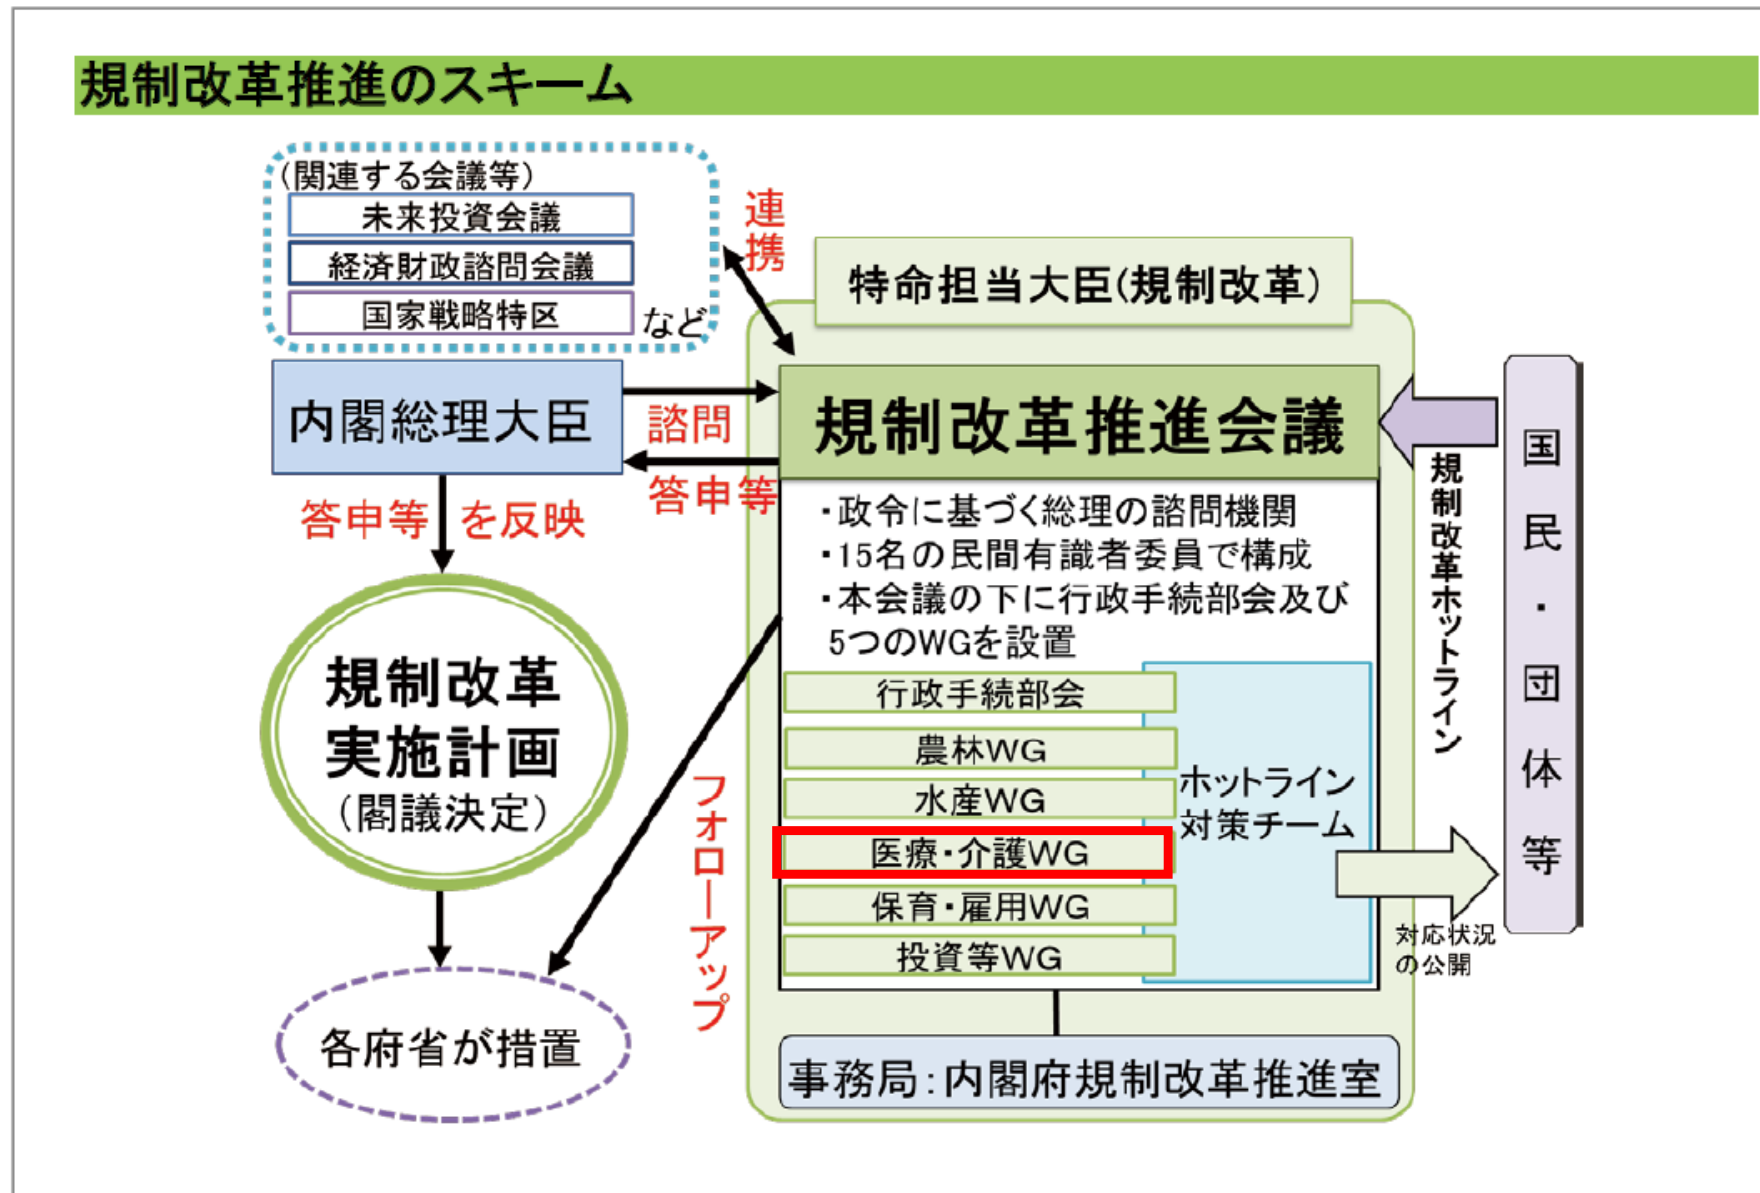 規制改革推進のスキーム
（関連する会議等）
未来投資会議
経済財政諮問会議
国家戦略特区
など
連携
特命担当大臣(規制改革）
内閣総理大臣
諮問
答申等
規制改革推進会議
・政令に基づく総理の諮問機関
・15名の民間有識者委員で構成
・本会議の下に行政手続部会及び
5つのWGを設置
行政手続部会
農林WG
水産WG
医療・介護WG
保育・雇用WG
投資等WG
ホットライン
対策チーム
規制改革ホットライン
国民・団体等
対応状況
の公開
答申等 を反映
規制改革
実施計画
（閣議決定）
フォローアップ
各府省が措置
事務局：内閣府規制改革推進室